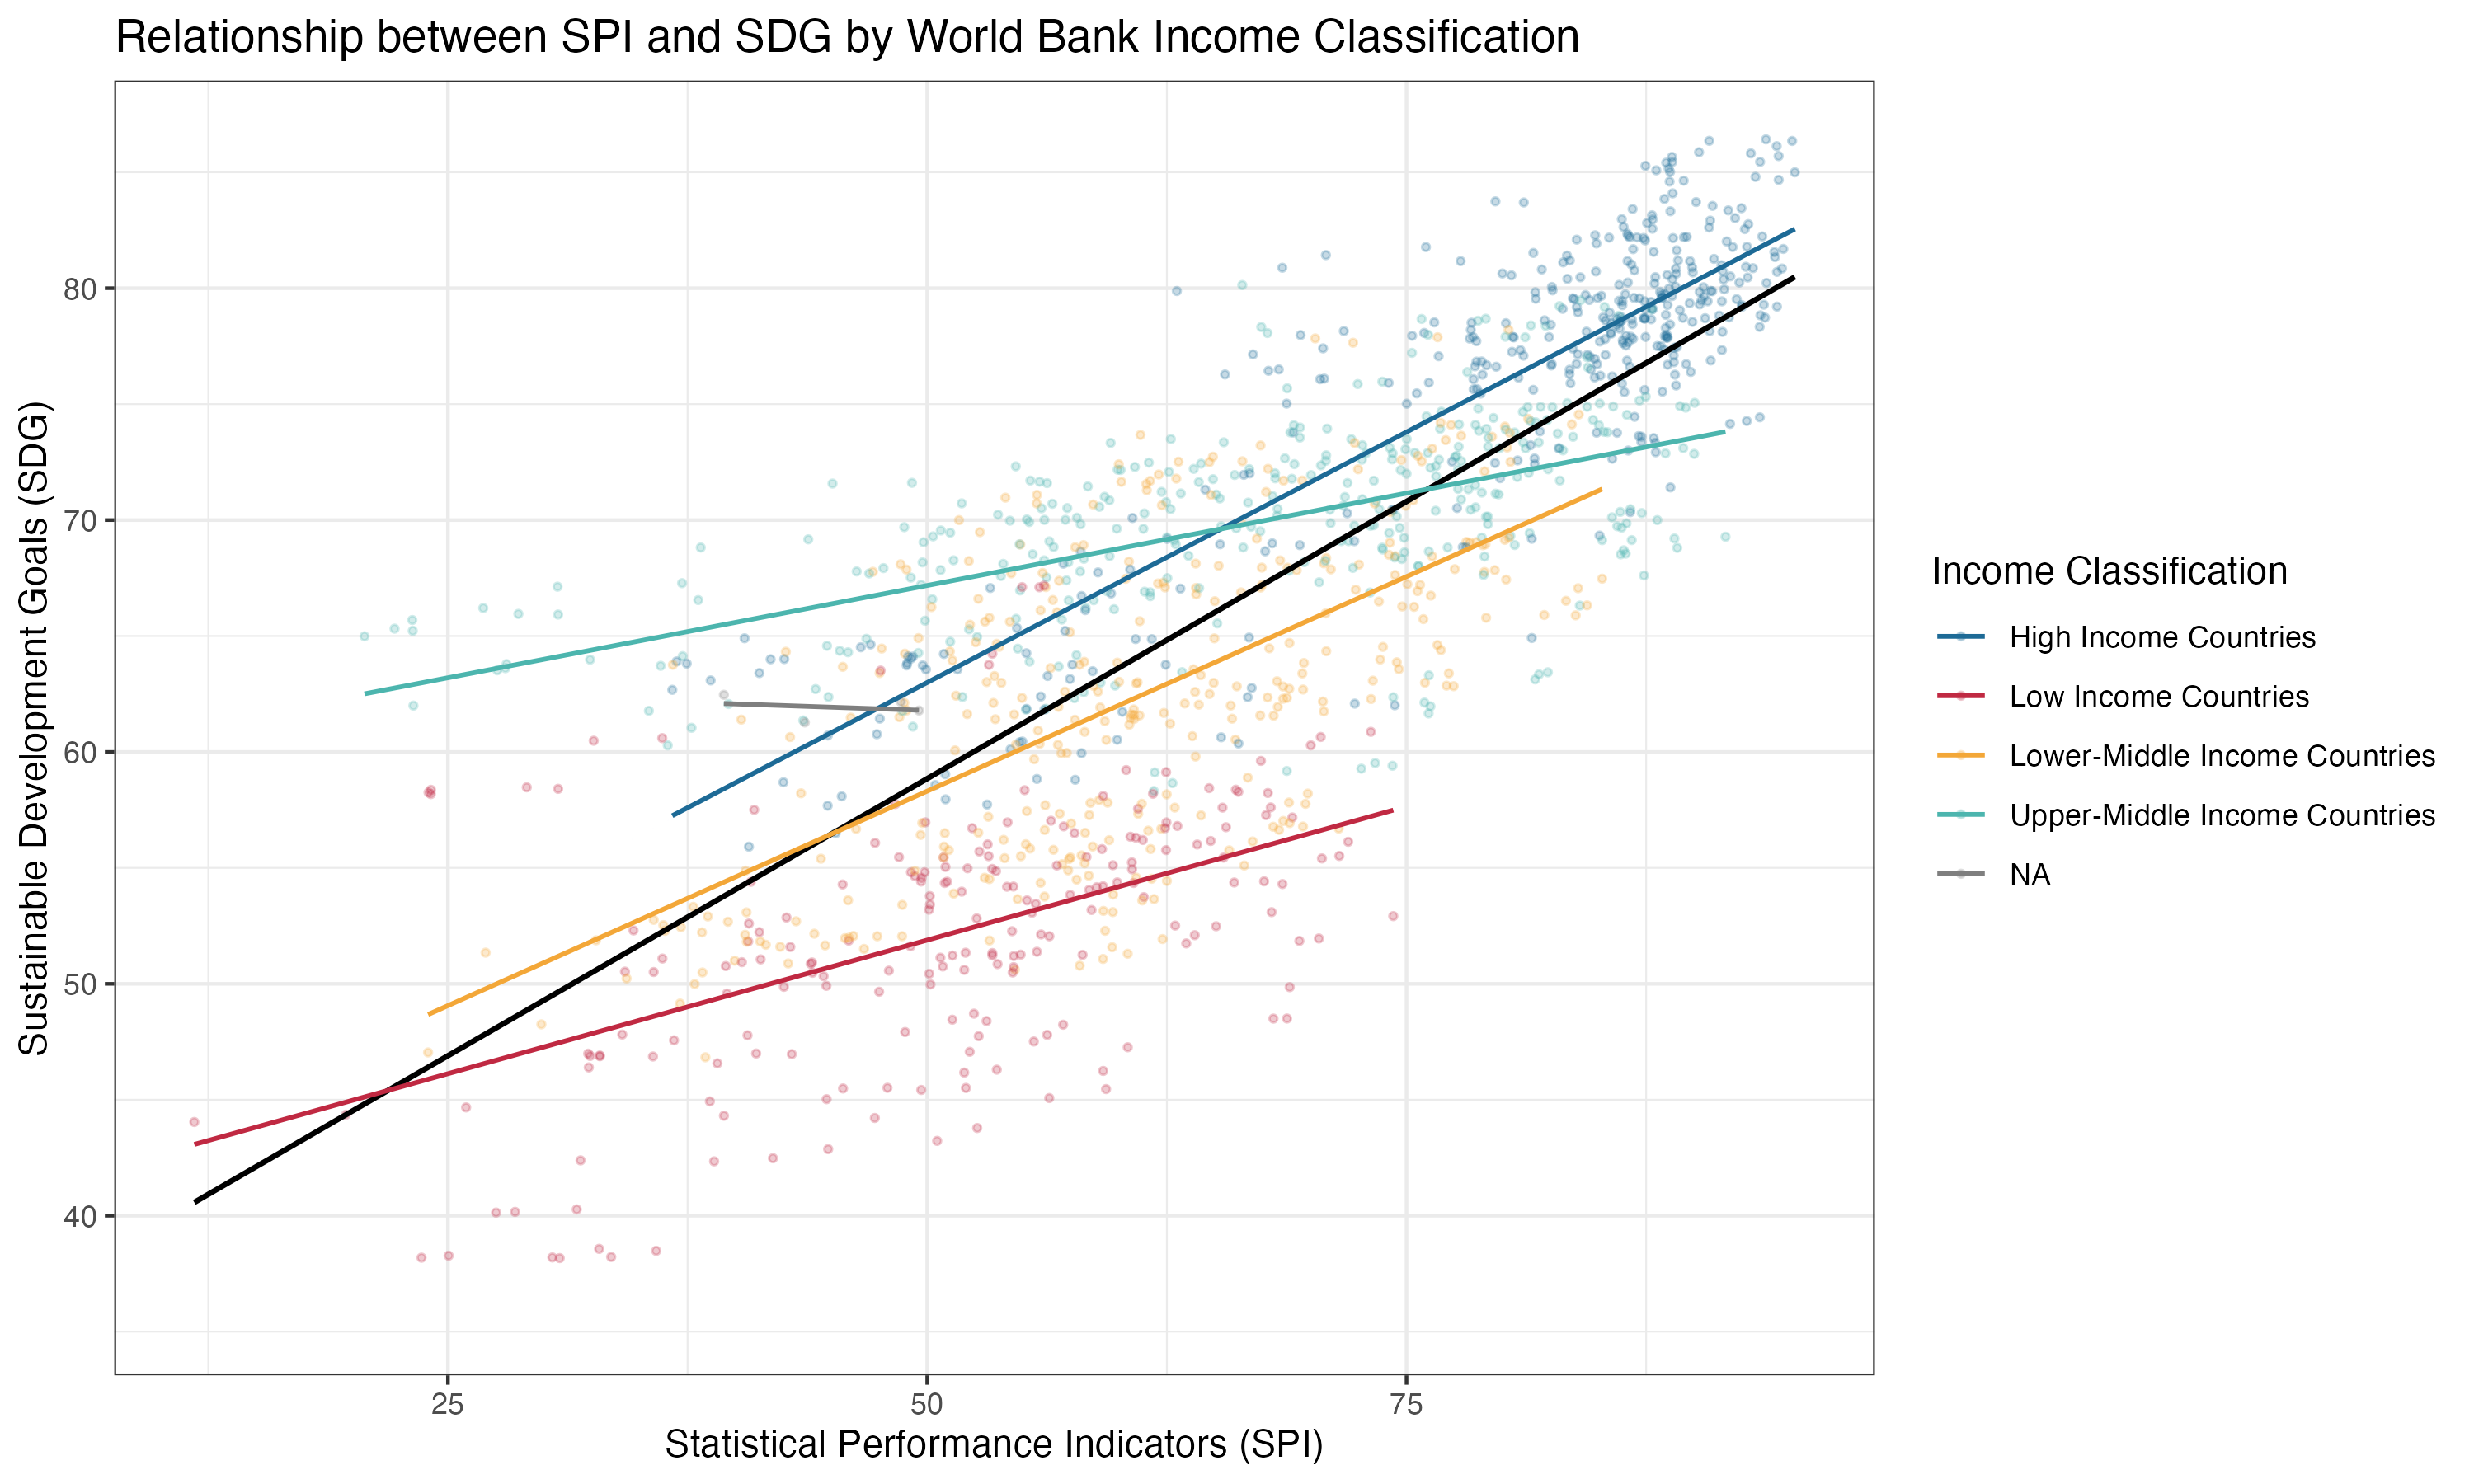 Relationship between SPI and SDG by World Bank Income Classification
Sustainable Development Goals (SDG)
80
70
60
50
40
25
50
75
Statistical Performance Indicators (SPI)
Income Classification
High Income Countries
Low Income Countries
Lower-Middle Income Countries
Upper-Middle Income Countries
NA